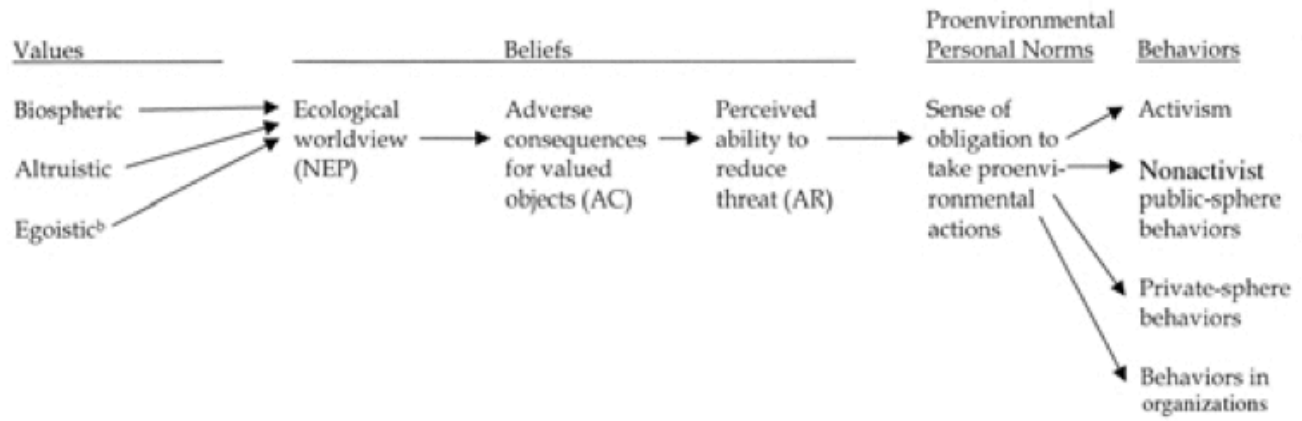 Values
Beliefs
Proenvironmental
Personal Norms
Behaviors
Biospheric
Altruistic
Egoisticᵇ
Ecological
worldview
(NEP)
Adverse
consequences
for valued
objects (AC)
Perceived
ability to
reduce
threat (AR)
Sense of
obligation to
take proenvi-
ronmental
actions
Activism
Nonactivist
public-sphere
behaviors
Private-sphere
behaviors
Behaviors in
organizations